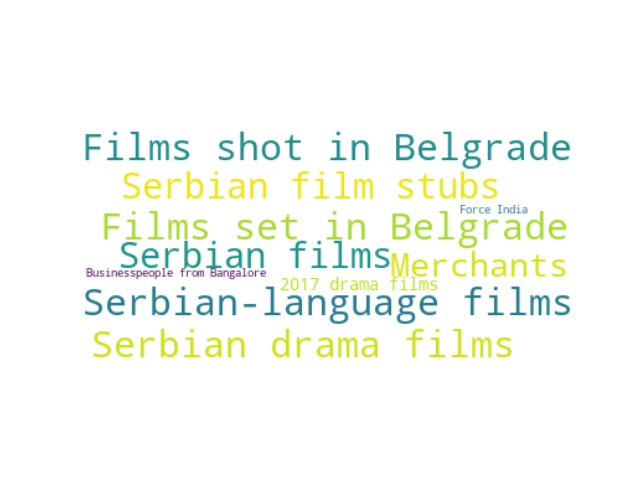 Films shot in Belgrade
Serbian film stubs
Force India
Films set in Belgrade
Serbian films
Merchants
Businesspeople from Bangalore
2017 drama films
Serbian-language films
Serbian drama films